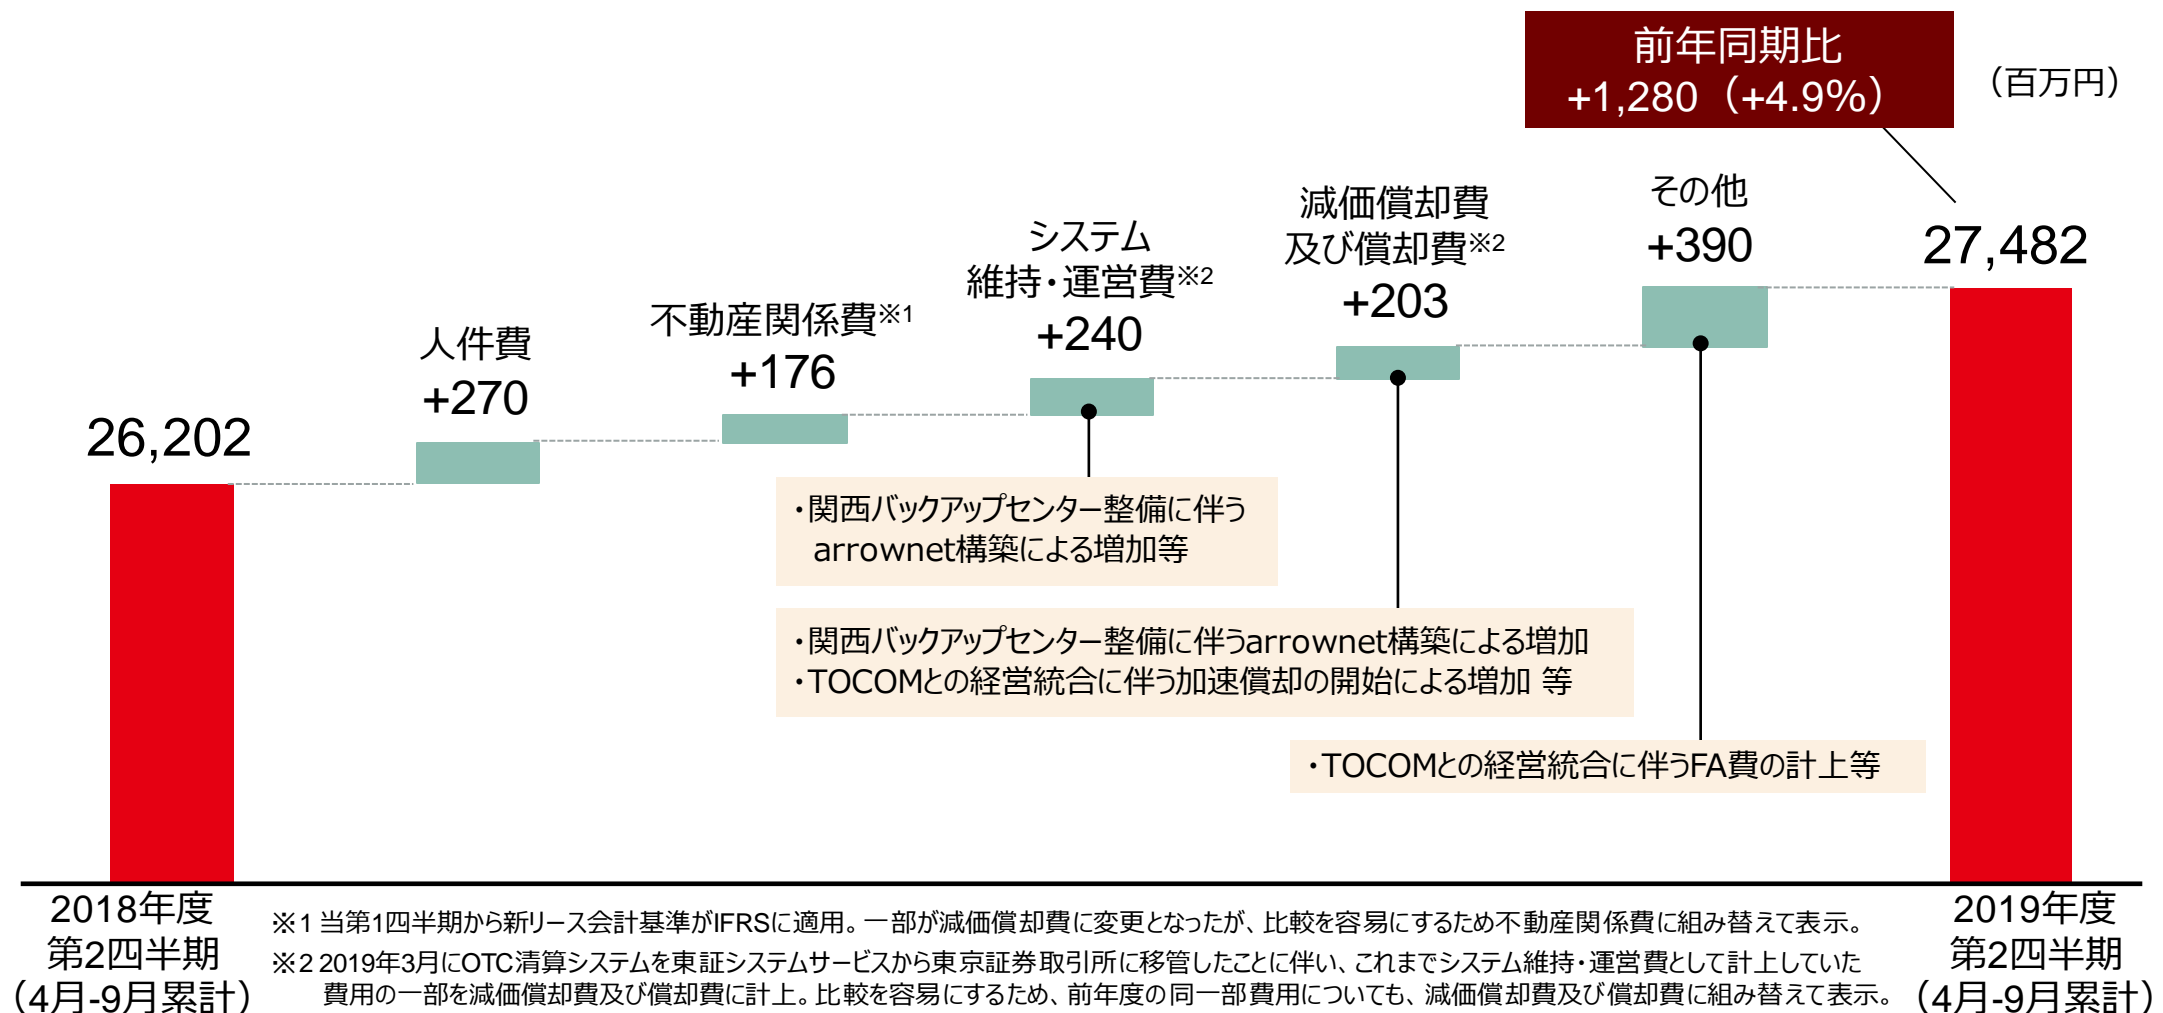 前年同期比
+1,280（+4.9%）
（百万円）
26,202
人件費
+270
不動産関係費※1
+176
システム
維持・運営費※2
+240
減価償却費
及び償却費※2
+203
その他
+390
27,482
・関西バックアップセンター整備に伴う
arrownet構築による増加等
・関西バックアップセンター整備に伴うarrownet構築による増加
・TOCOMとの経営統合に伴う加速償却の開始による増加 等
・TOCOMとの経営統合に伴うFA費の計上等
2018年度
第2四半期
（4月-9月累計）
2019年度
第2四半期
（4月-9月累計）
※1 当第1四半期から新リース会計基準がIFRSに適用。一部が減価償却費に変更となったが、比較を容易にするため不動産関係費に組み替えて表示。
※2 2019年3月にOTC清算システムを東証システムサービスから東京証券取引所に移管したことに伴い、これまでシステム維持・運営費として計上していた
費用の一部を減価償却費及び償却費に計上。比較を容易にするため、前年度の同一部費用についても、減価償却費及び償却費に組み替えて表示。